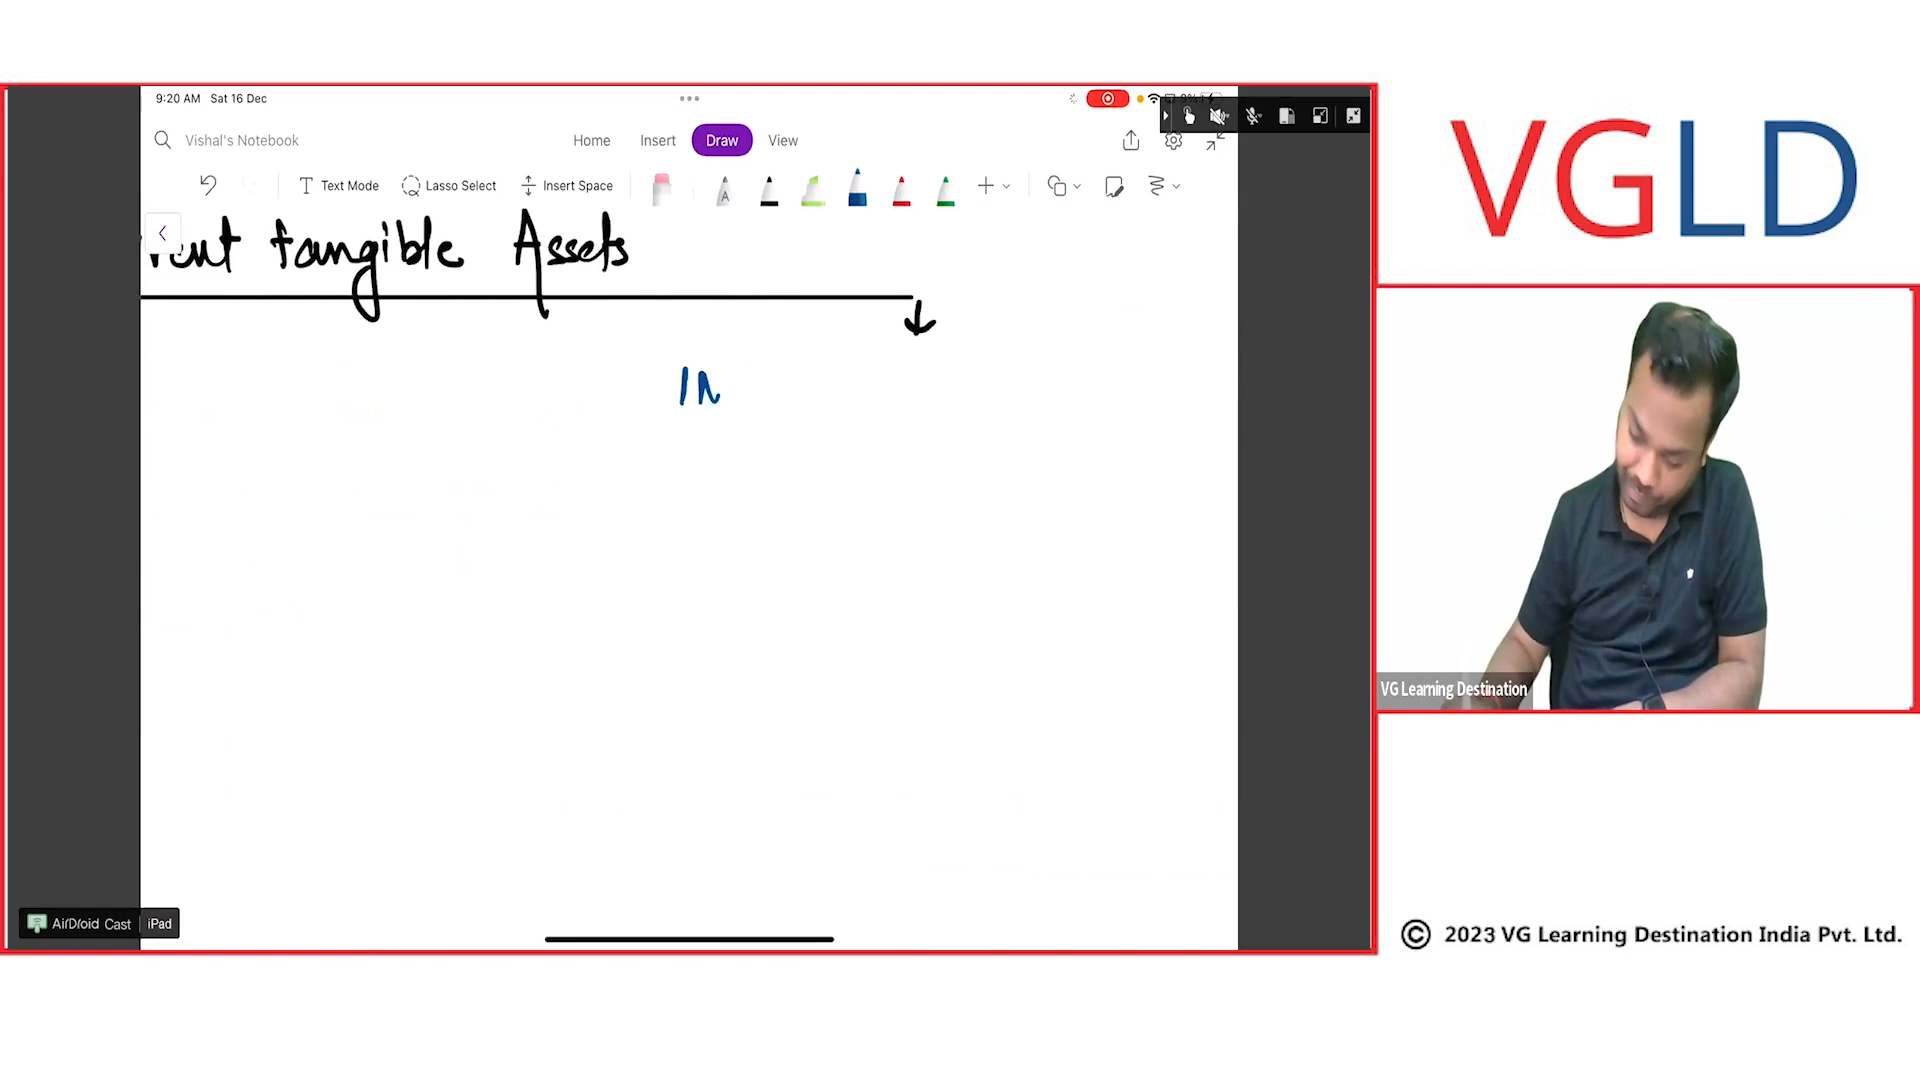 9:20 AM Sat 16 Dec
VGLD
Vishal's Notebook
Home Insert Draw View
Text Mode Lasso Select Insert Space
tangible Assets
VG Learning Destination
AirDroid Cast iPad
© 2023 VG Learning Destination India Pvt. Ltd.